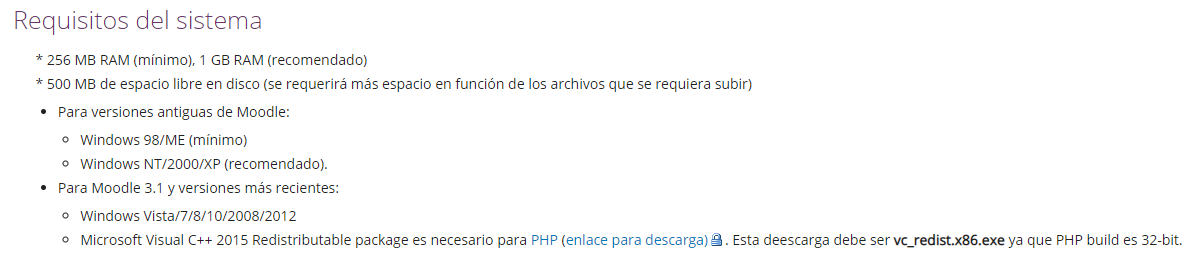 Requisitos del sistema
* 256 MB RAM (mínimo), 1 GB RAM (recomendado)
* 500 MB de espacio libre en disco (se requerirá más espacio en función de los archivos que se requiera subir)
• Para versiones antiguas de Moodle:
◦ Windows 98/ME (mínimo)
◦ Windows NT/2000/XP (recomendado).
• Para Moodle 3.1 y versiones más recientes:
◦ Windows Vista/7/8/10/2008/2012
◦ Microsoft Visual C++ 2015 Redistributable package es necesario para PHP (enlace para descarga) . Esta deescarga debe ser vc_redist.x86.exe ya que PHP build es 32-bit.